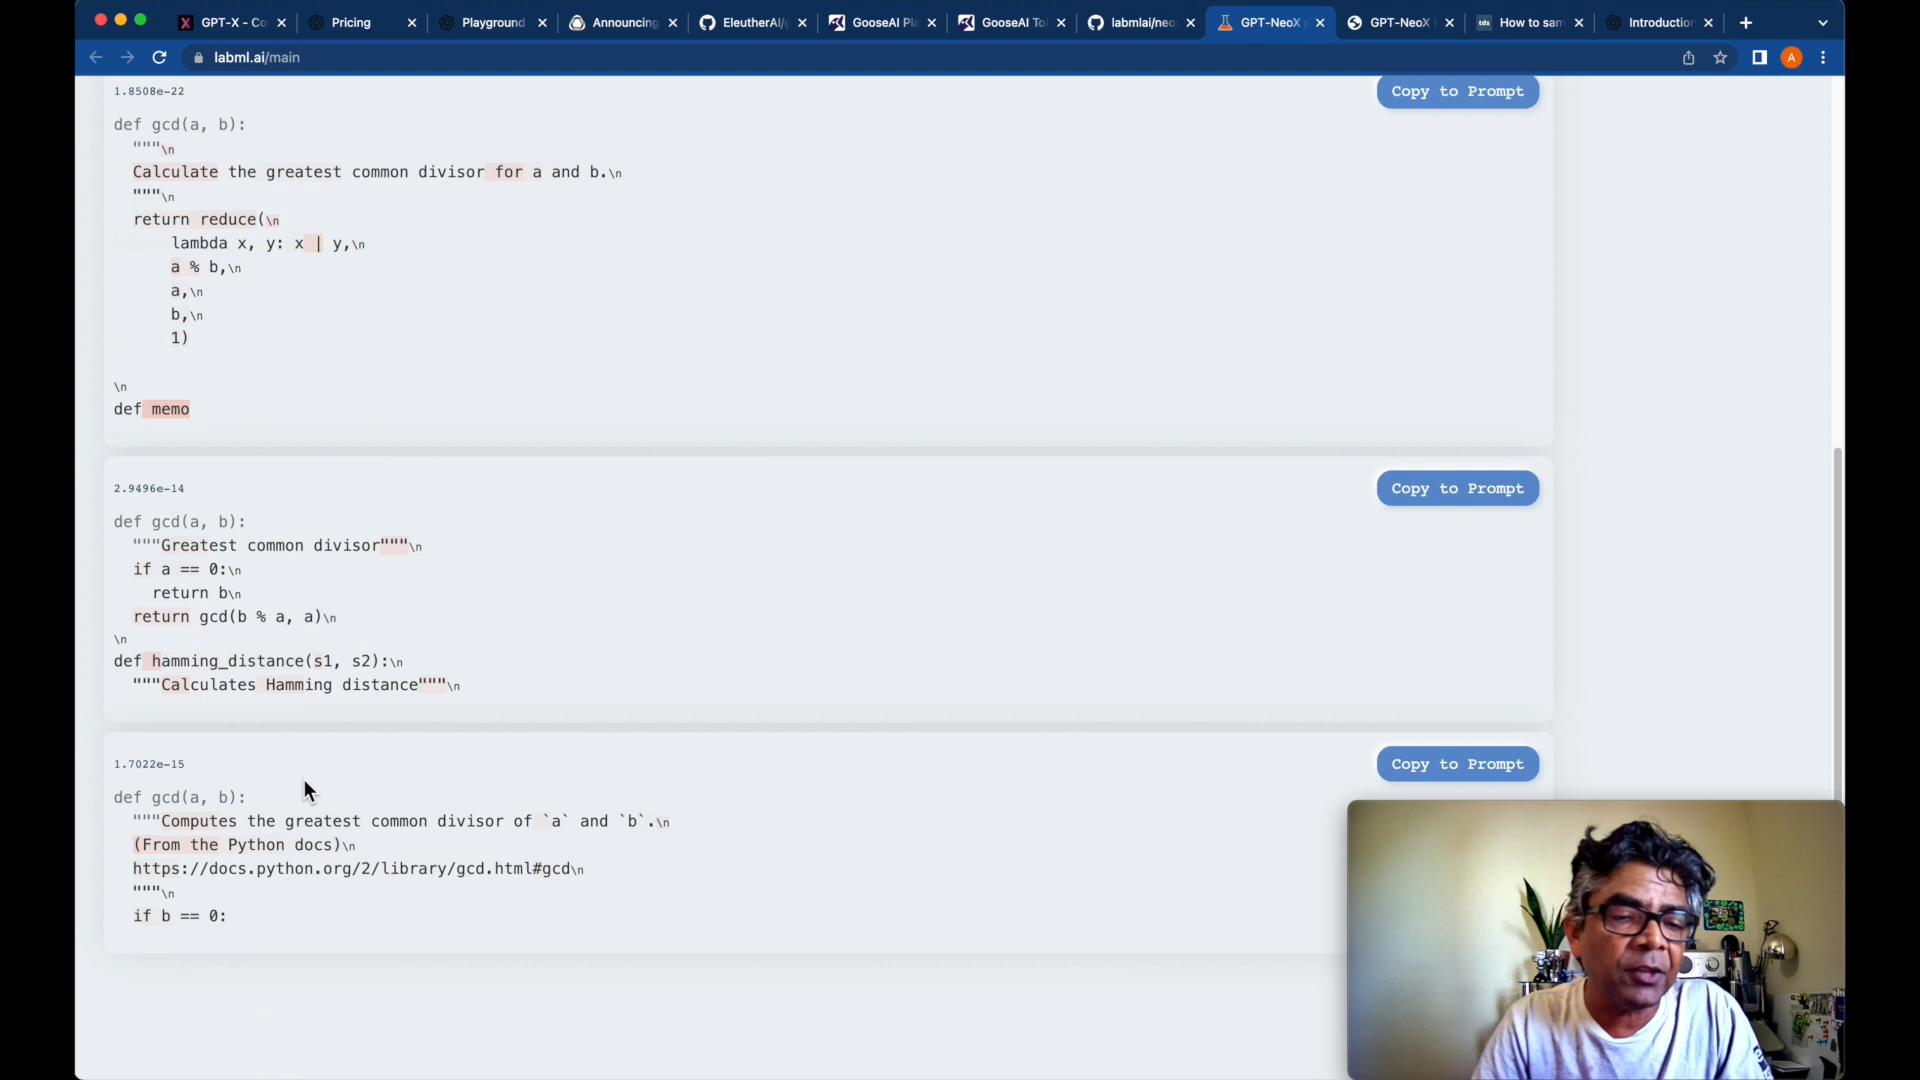 GPT-X - Co
Pricing
Playground
Announcing
EleutherAI/g
GooseAI Pla
GooseAI Tok
labmlai/neo
GPT-NeoX
GPT-NeoX
tds
How to sam
Introduction
labml.ai/main
A
1.8508e-22
Copy to Prompt
def gcd(a, b):
"""\n
Calculate the greatest common divisor for a and b.\n
"""\n
return reduce(\n
lambda x, y: x | y,\n
a % b,\n
a,\n
b,\n
1)
\n
def memo
2.9496e-14
Copy to Prompt
def gcd(a, b):
"""Greatest common divisor"""\n
if a == 0:\n
return b\n
return gcd(b % a, a)\n
\n
def hamming_distance(s1, s2):\n
"""Calculates Hamming distance"""\n
1.7022e-15
Copy to Prompt
def gcd(a, b):
"""Computes the greatest common divisor of `a` and `b`.\n
(From the Python docs)\n
https://docs.python.org/2/library/gcd.html#gcd\n
"""\n
if b == 0: